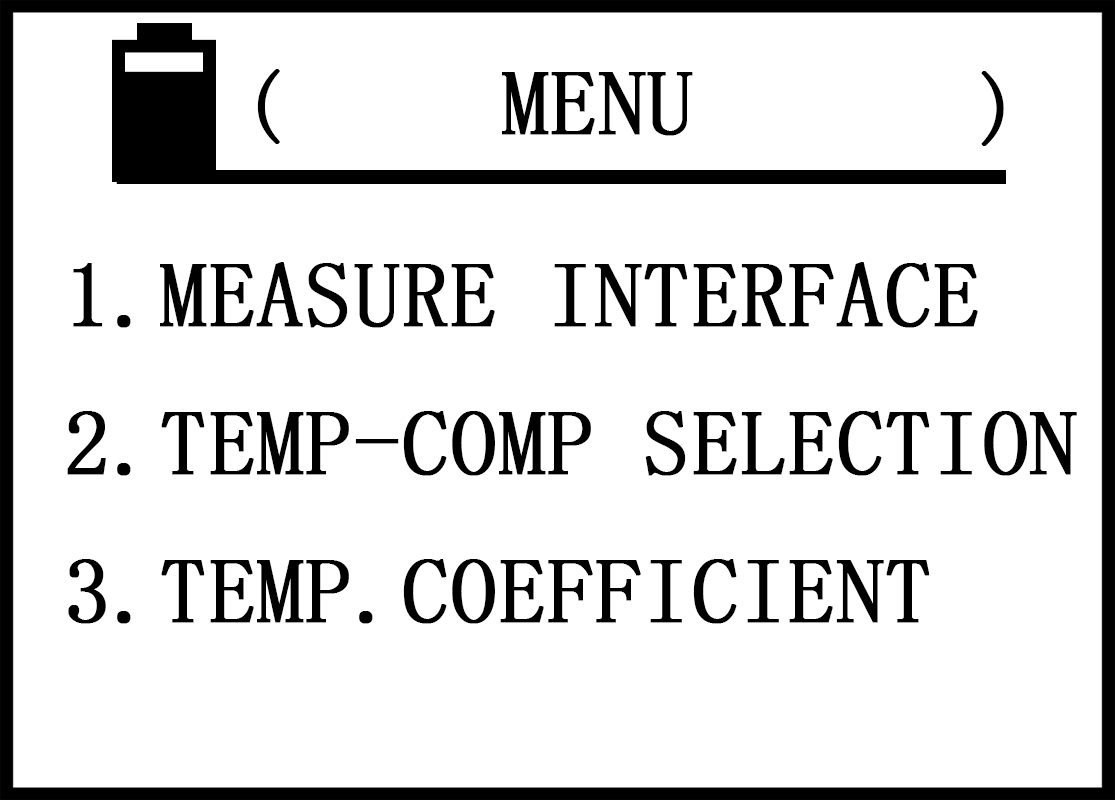 ( MENU )
1.MEASURE INTERFACE
2.TEMP-COMP SELECTION
3.TEMP.COEFFICIENT